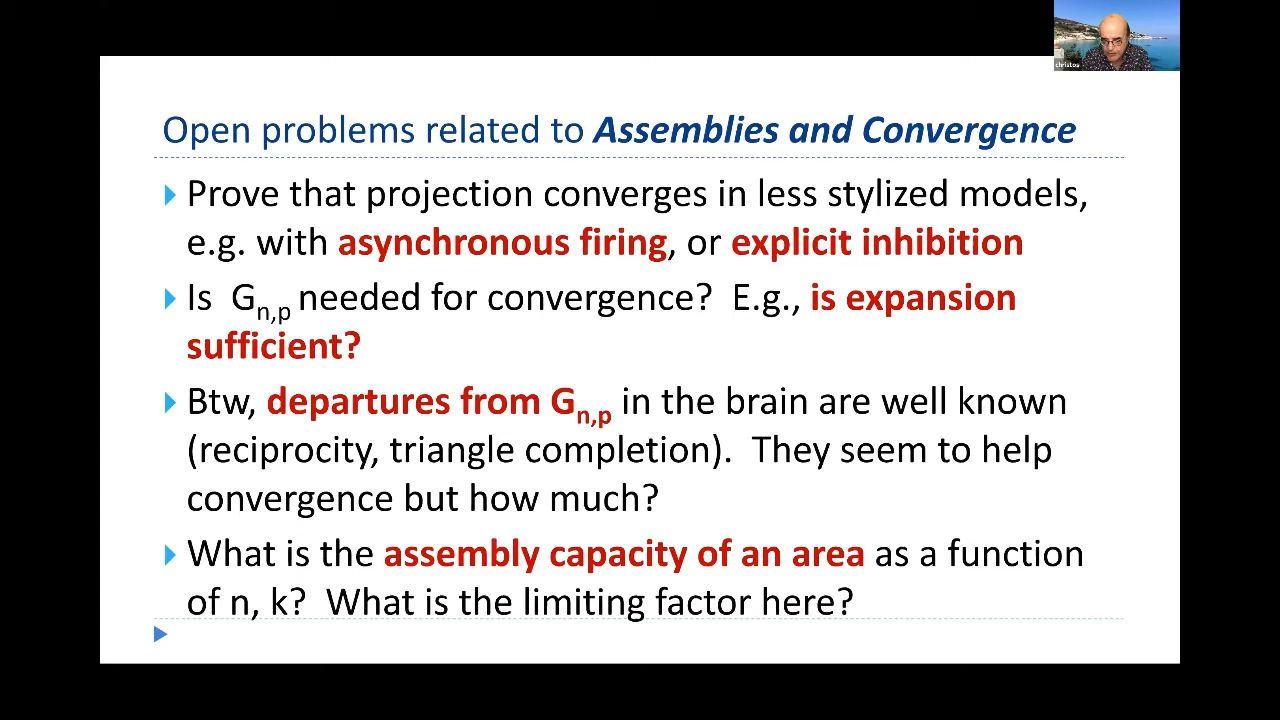 christos
Open problems related to Assemblies and Convergence
Prove that projection converges in less stylized models,
e.g. with asynchronous firing, or explicit inhibition
Is Gn,p needed for convergence? E.g., is expansion
sufficient?
Btw, departures from Gn,p in the brain are well known
(reciprocity, triangle completion). They seem to help
convergence but how much?
What is the assembly capacity of an area as a function
of n, k? What is the limiting factor here?